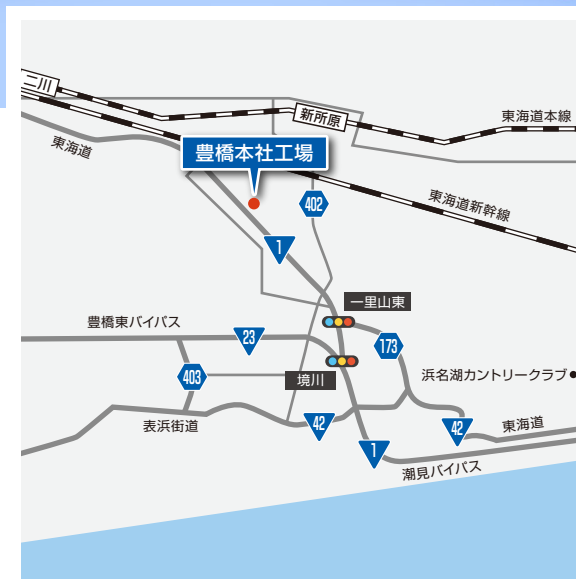 二川
新所原
東海道本線
東海道
豊橋本社工場
402
東海道新幹線
1
一里山東
豊橋東バイパス
23
173
境川
403
浜名湖カントリークラブ
表浜街道
42
42
東海道
1
潮見バイパス